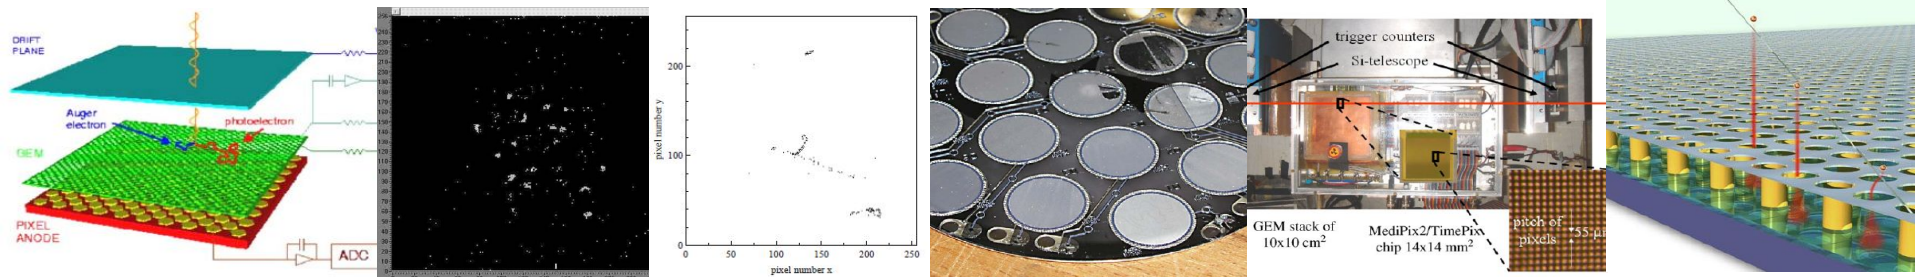 DRIFT
PLANE
Auger
electron
photoelectron
GEM
PIXEL
ANODE
ADC
pixel number y
200
100
0
0
50
100
150
200
250
pixel number x
trigger counters
Si-telescope
GEM stack of
10x10 cm²
MediPix2/TimePix
chip 14x14 mm²
pitch of
pixels
55